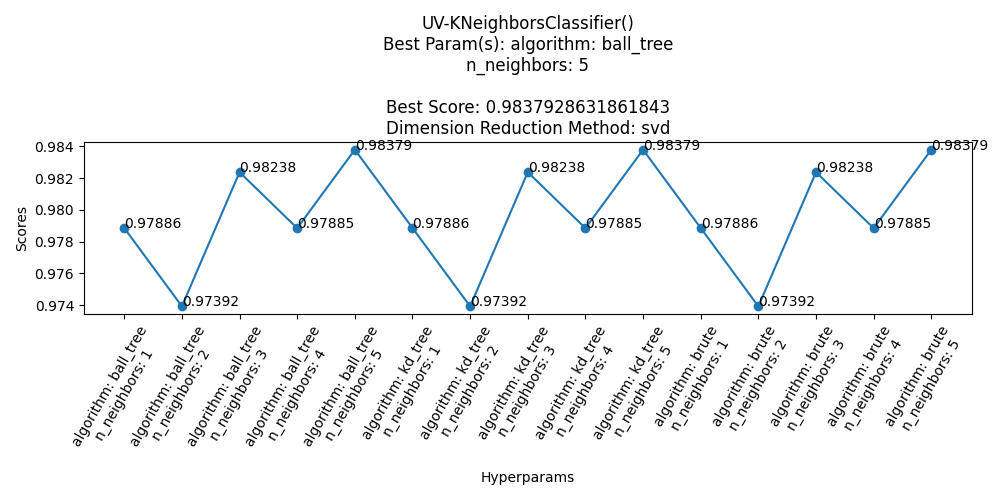 UV-KNeighborsClassifier()
Best Param(s): algorithm: ball_tree
n_neighbors: 5
Best Score: 0.9837928631861843
Dimension Reduction Method: svd
0.984
0.982
0.980
0.978
0.976
0.974
Scores
0.97886
0.97392
0.98238
0.97885
0.98379
0.97886
0.97392
0.98238
0.97885
0.98379
0.97886
0.97392
0.98238
0.97885
0.98379
algorithm: ball_tree
n_neighbors: 1
algorithm: ball_tree
n_neighbors: 2
algorithm: ball_tree
n_neighbors: 3
algorithm: ball_tree
n_neighbors: 4
algorithm: ball_tree
n_neighbors: 5
algorithm: kd_tree
n_neighbors: 1
algorithm: kd_tree
n_neighbors: 2
algorithm: kd_tree
n_neighbors: 3
algorithm: kd_tree
n_neighbors: 4
algorithm: kd_tree
n_neighbors: 5
algorithm: brute
n_neighbors: 1
algorithm: brute
n_neighbors: 2
algorithm: brute
n_neighbors: 3
algorithm: brute
n_neighbors: 4
algorithm: brute
n_neighbors: 5
Hyperparams